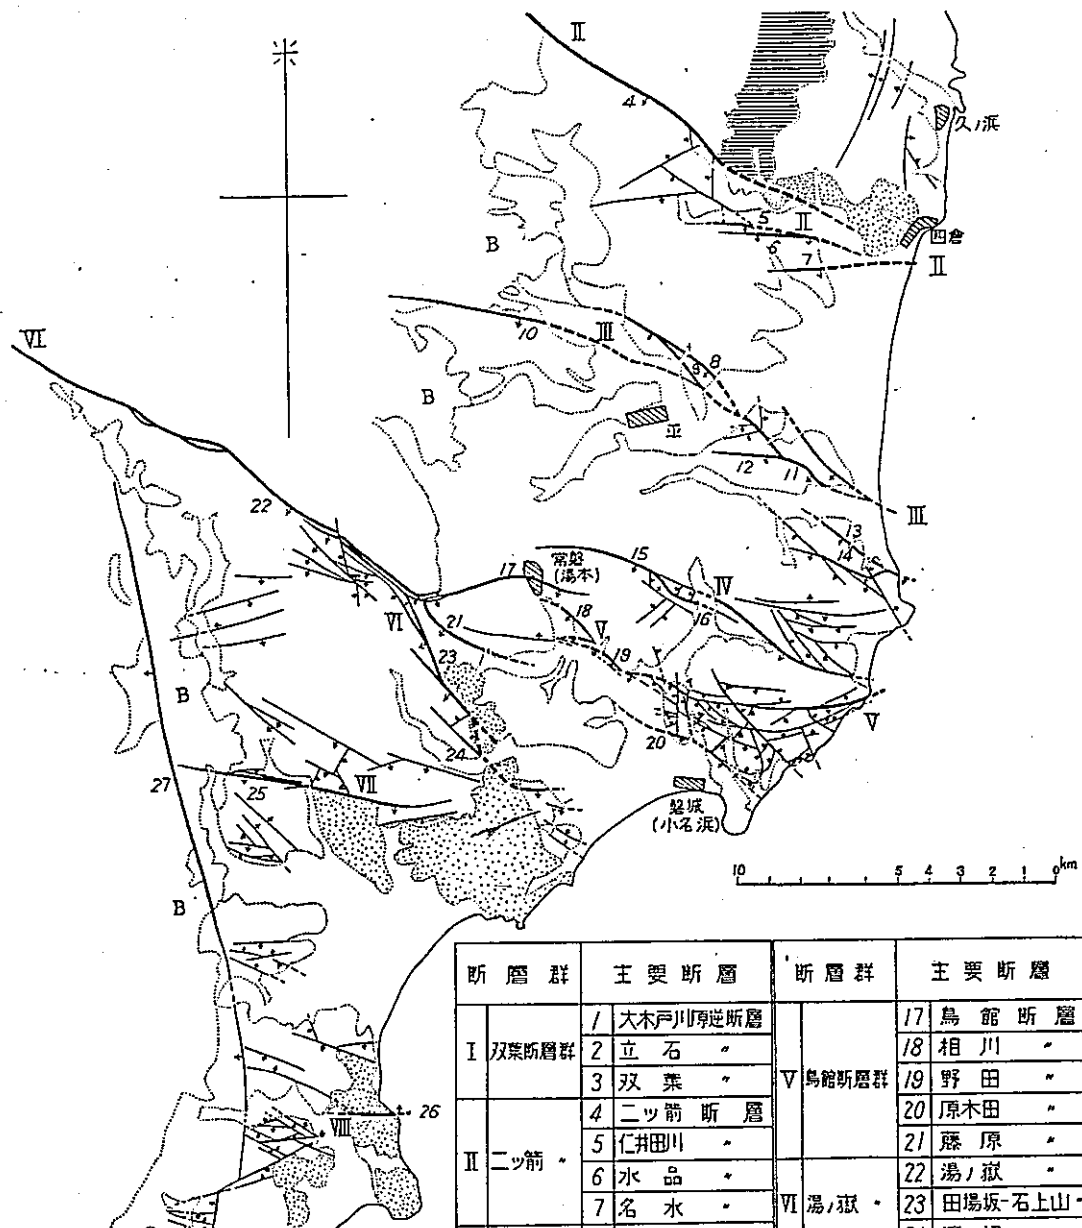 II
4
久ノ浜
5
II
6
四倉
7
II
B
10
III
9
8
VI
B
平
12
11
III
22
13
14
15
常磐
(湯本)
17
IV
18
16
VI
21
V
19
23
B
20
V
24
27
25
VII
磐城
(小名浜)
10 5 4 3 2 1 0km
B
26
VIII
断層群 主要断層 断層群 主要断層
I 双葉断層群
1 大木戸川原逆断層
2 立石 〃
3 双葉 〃
II 二ツ箭 〃
4 二ツ箭断層
5 仁井田川 〃
6 水品 〃
7 名水 〃
V 鳥館断層群
17 鳥館断層
18 相川 〃
19 野田 〃
20 原木田 〃
21 藤原 〃
VI 湯ノ嶽 〃
22 湯ノ嶽 〃
23 田場坂-石上山 〃